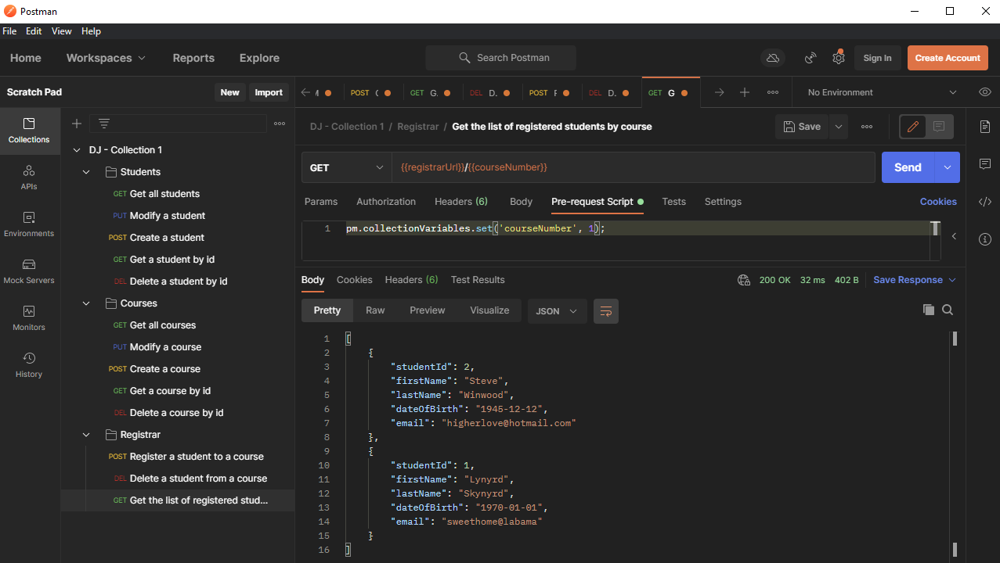 Postman
File Edit View Help
Home Workspaces Reports Explore Search Postman Sign In Create Account
Scratch Pad New Import
POST GET G. DEL D. POST DEL D. GET G No Environment
Collections
APIs
Environments
Mock Servers
Monitors
History
DJ - Collection 1
Students
GET Get all students
PUT Modify a student
POST Create a student
GET Get a student by id
DEL Delete a student by id
Courses
GET Get all courses
PUT Modify a course
POST Create a course
GET Get a course by id
DEL Delete a course by id
Registrar
POST Register a student to a course
DEL Delete a student from a course
GET Get the list of registered stud...
DJ - Collection 1 / Registrar / Get the list of registered students by course Save
GET {{registrarUrl}}/{{courseNumber}} Send
Params Authorization Headers (6) Body Pre-request Script Tests Settings Cookies
1 pm.collectionVariables.set('courseNumber', 1);
Body Cookies Headers (6) Test Results 200 OK 32 ms 402 B Save Response
Pretty Raw Preview Visualize JSON
1 [
2 {
3 "studentId": 2,
4 "firstName": "Steve",
5 "lastName": "Winwood",
6 "dateOfBirth": "1945-12-12",
7 "email": "higherlove@hotmail.com"
8 },
9 {
10 "studentId": 1,
11 "firstName": "Lynyrd",
12 "lastName": "Skynyrd",
13 "dateOfBirth": "1970-01-01",
14 "email": "sweethome@labama"
15 }
16 ]